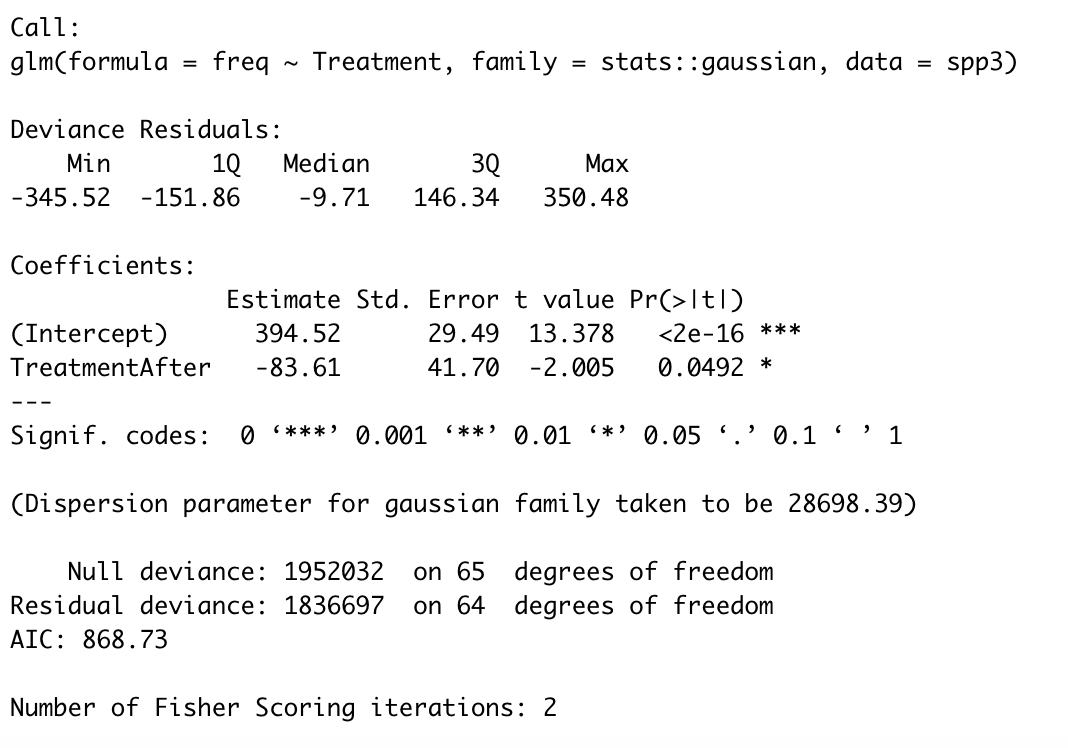 Call:
glm(formula = freq ~ Treatment, family = stats::gaussian, data = spp3)
Deviance Residuals:
    Min       1Q   Median       3Q      Max
-345.52  -151.86    -9.71   146.34   350.48
Coefficients:
               Estimate Std. Error t value Pr(>|t|)
(Intercept)      394.52      29.49  13.378   <2e-16 ***
TreatmentAfter   -83.61      41.70  -2.005   0.0492 *
---
Signif. codes:  0 ‘***’ 0.001 ‘**’ 0.01 ‘*’ 0.05 ‘.’ 0.1 ‘ ’ 1
(Dispersion parameter for gaussian family taken to be 28698.39)
    Null deviance: 1952032  on 65  degrees of freedom
Residual deviance: 1836697  on 64  degrees of freedom
AIC: 868.73
Number of Fisher Scoring iterations: 2